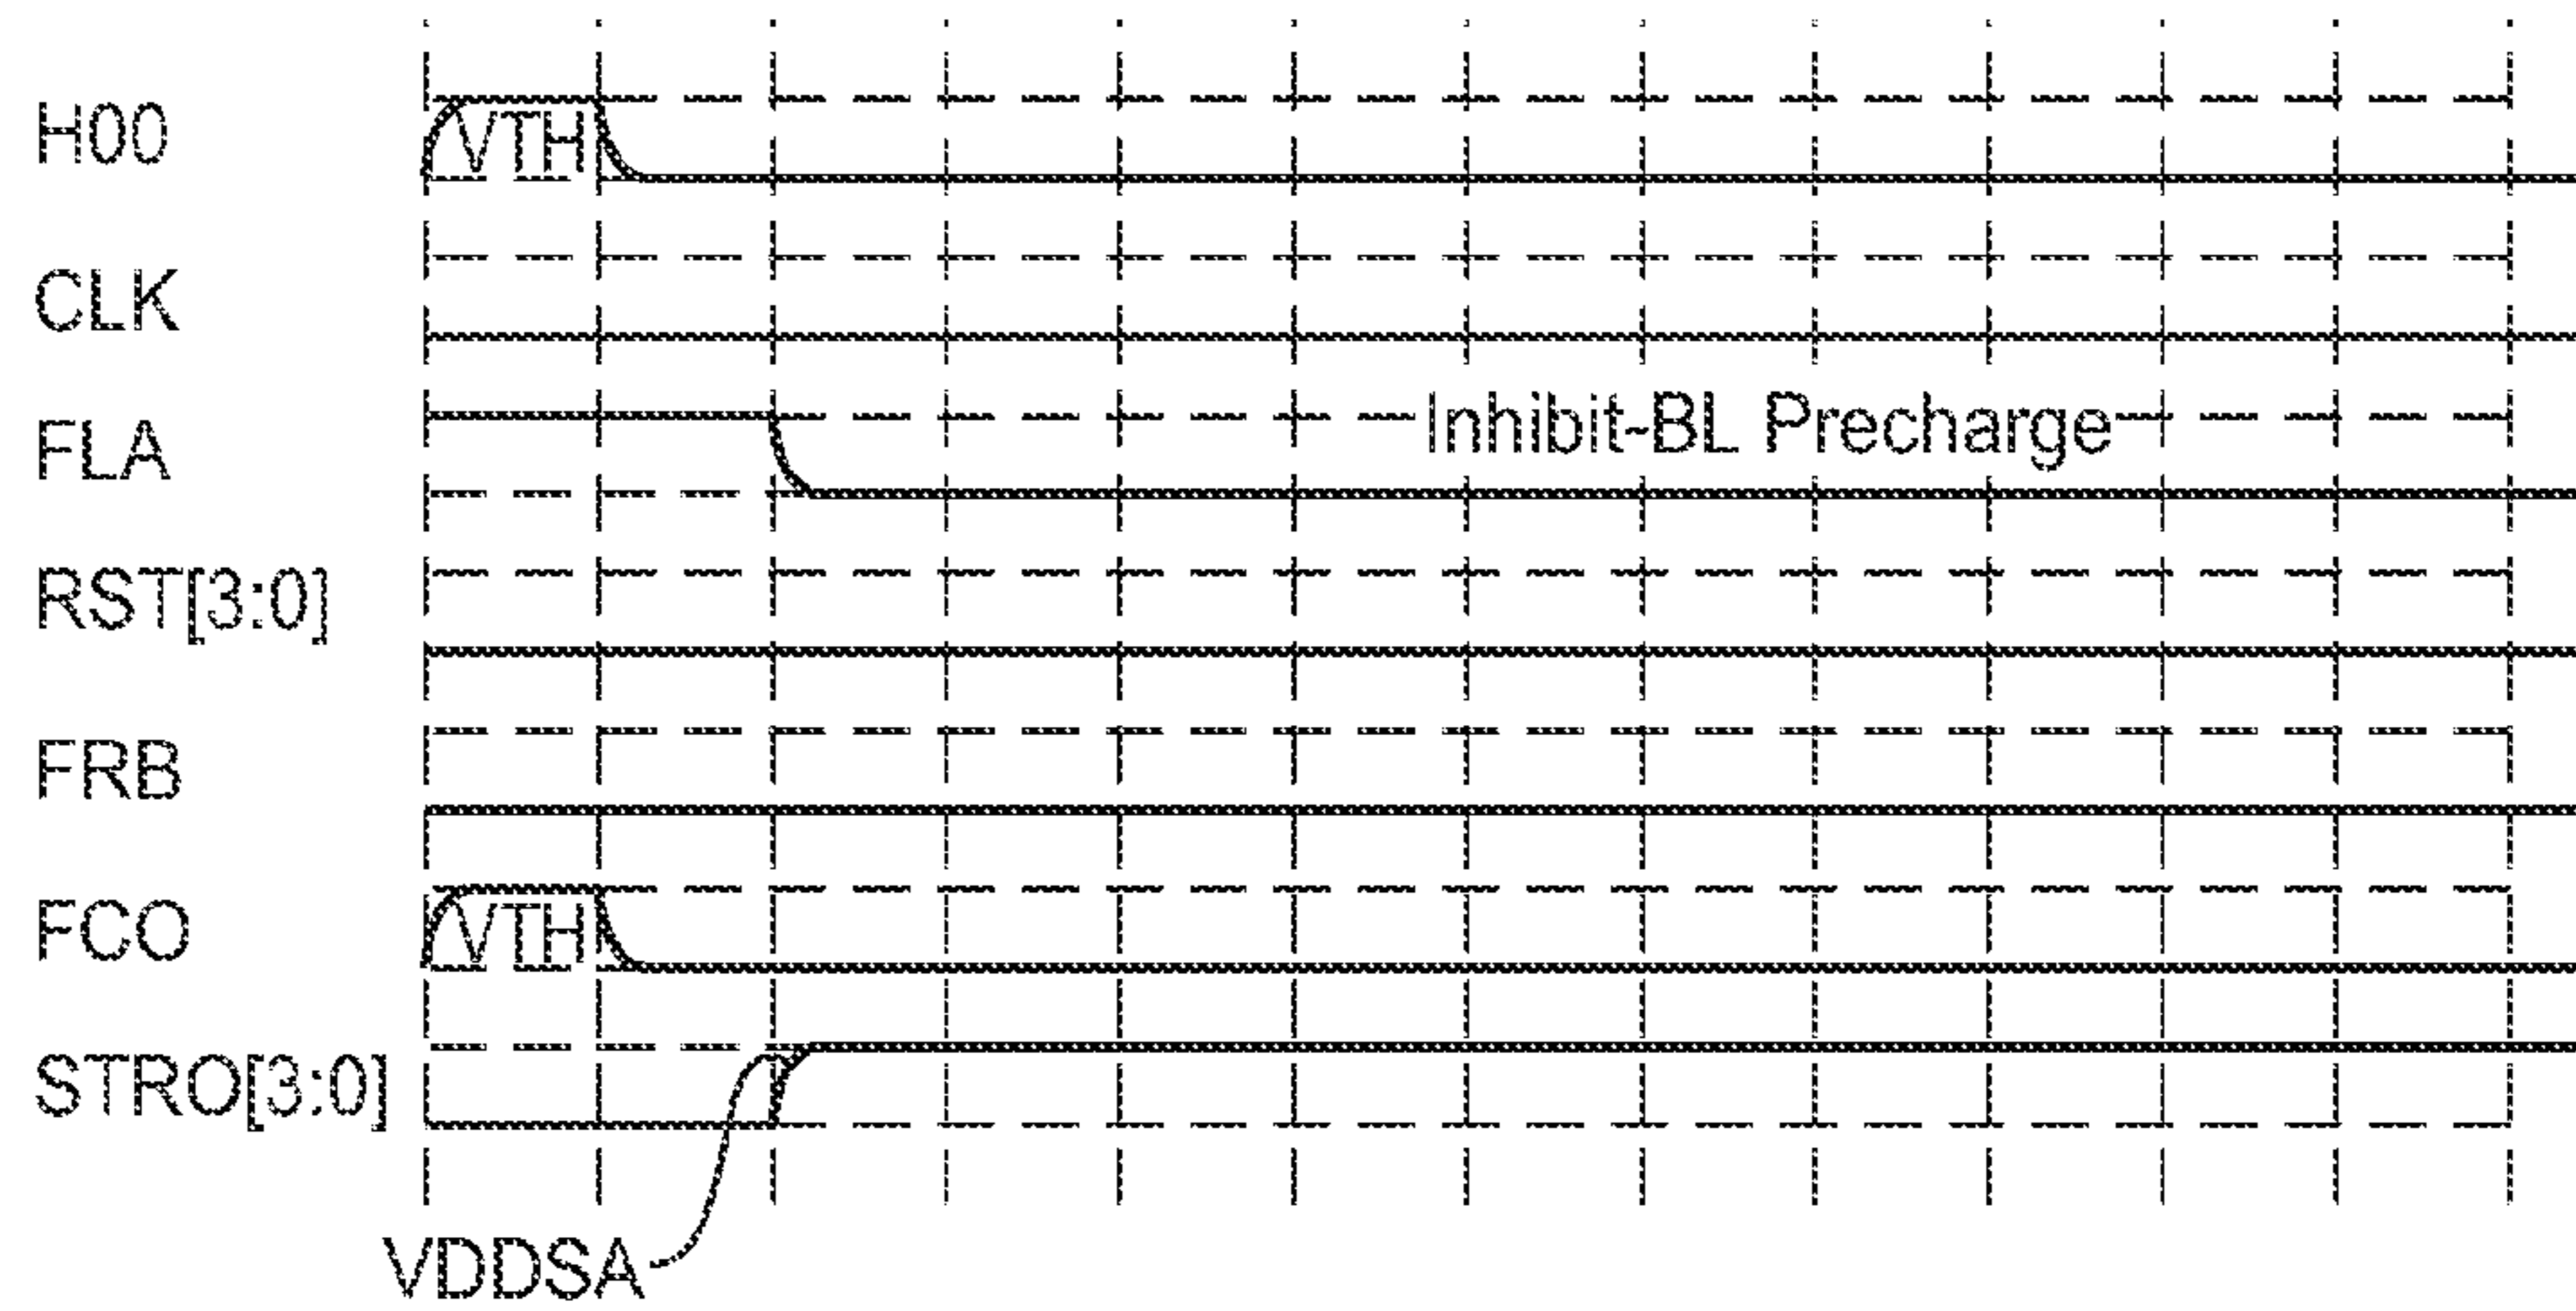 H00
VTH
CLK
FLA
Inhibit-BL Precharge
RST[3:0]
FRB
FCO
VTH
STRO[3:0]
VDDSA